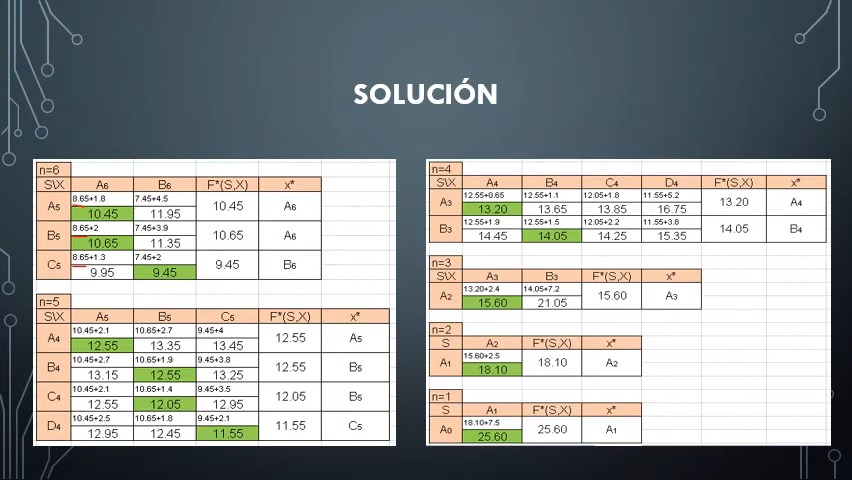 SOLUCIÓN
n=6
S\X A6 B6 F*(S,X) x*
A5 8.65+1.8 7.45+4.5 10.45 A6
10.45 11.95
B5 8.65+2 7.45+3.9 10.65 A6
10.65 11.35
C5 8.65+1.3 7.45+2 9.45 B6
9.95 9.45
n=5
S\X A5 B5 C5 F*(S,X) x*
A4 10.45+2.1 10.65+2.7 9.45+4 12.55 A5
12.55 13.35 13.45
B4 10.45+2.7 10.65+1.9 9.45+3.8 12.55 B5
13.15 12.55 13.25
C4 10.45+2.1 10.65+1.4 9.45+3.5 12.05 B5
12.55 12.05 12.95
D4 10.45+2.5 10.65+1.8 9.45+2.1 11.55 C5
12.95 12.45 11.55
n=4
S\X A4 B4 C4 D4 F*(S,X) x*
A3 12.55+0.65 12.55+1.1 12.05+1.8 11.55+5.2 13.20 A4
13.20 13.65 13.85 16.75
B3 12.55+1.9 12.55+1.5 12.05+2.2 11.55+3.8 14.05 B4
14.45 14.05 14.25 15.35
n=3
S\X A3 B3 F*(S,X) x*
A2 13.20+2.4 14.05+7.2 15.60 A3
15.60 21.05
n=2
S A2 F*(S,X) x*
A1 15.60+2.5 18.10 A2
18.10
n=1
S A1 F*(S,X) x*
A0 18.10+7.5 25.60 A1
25.60